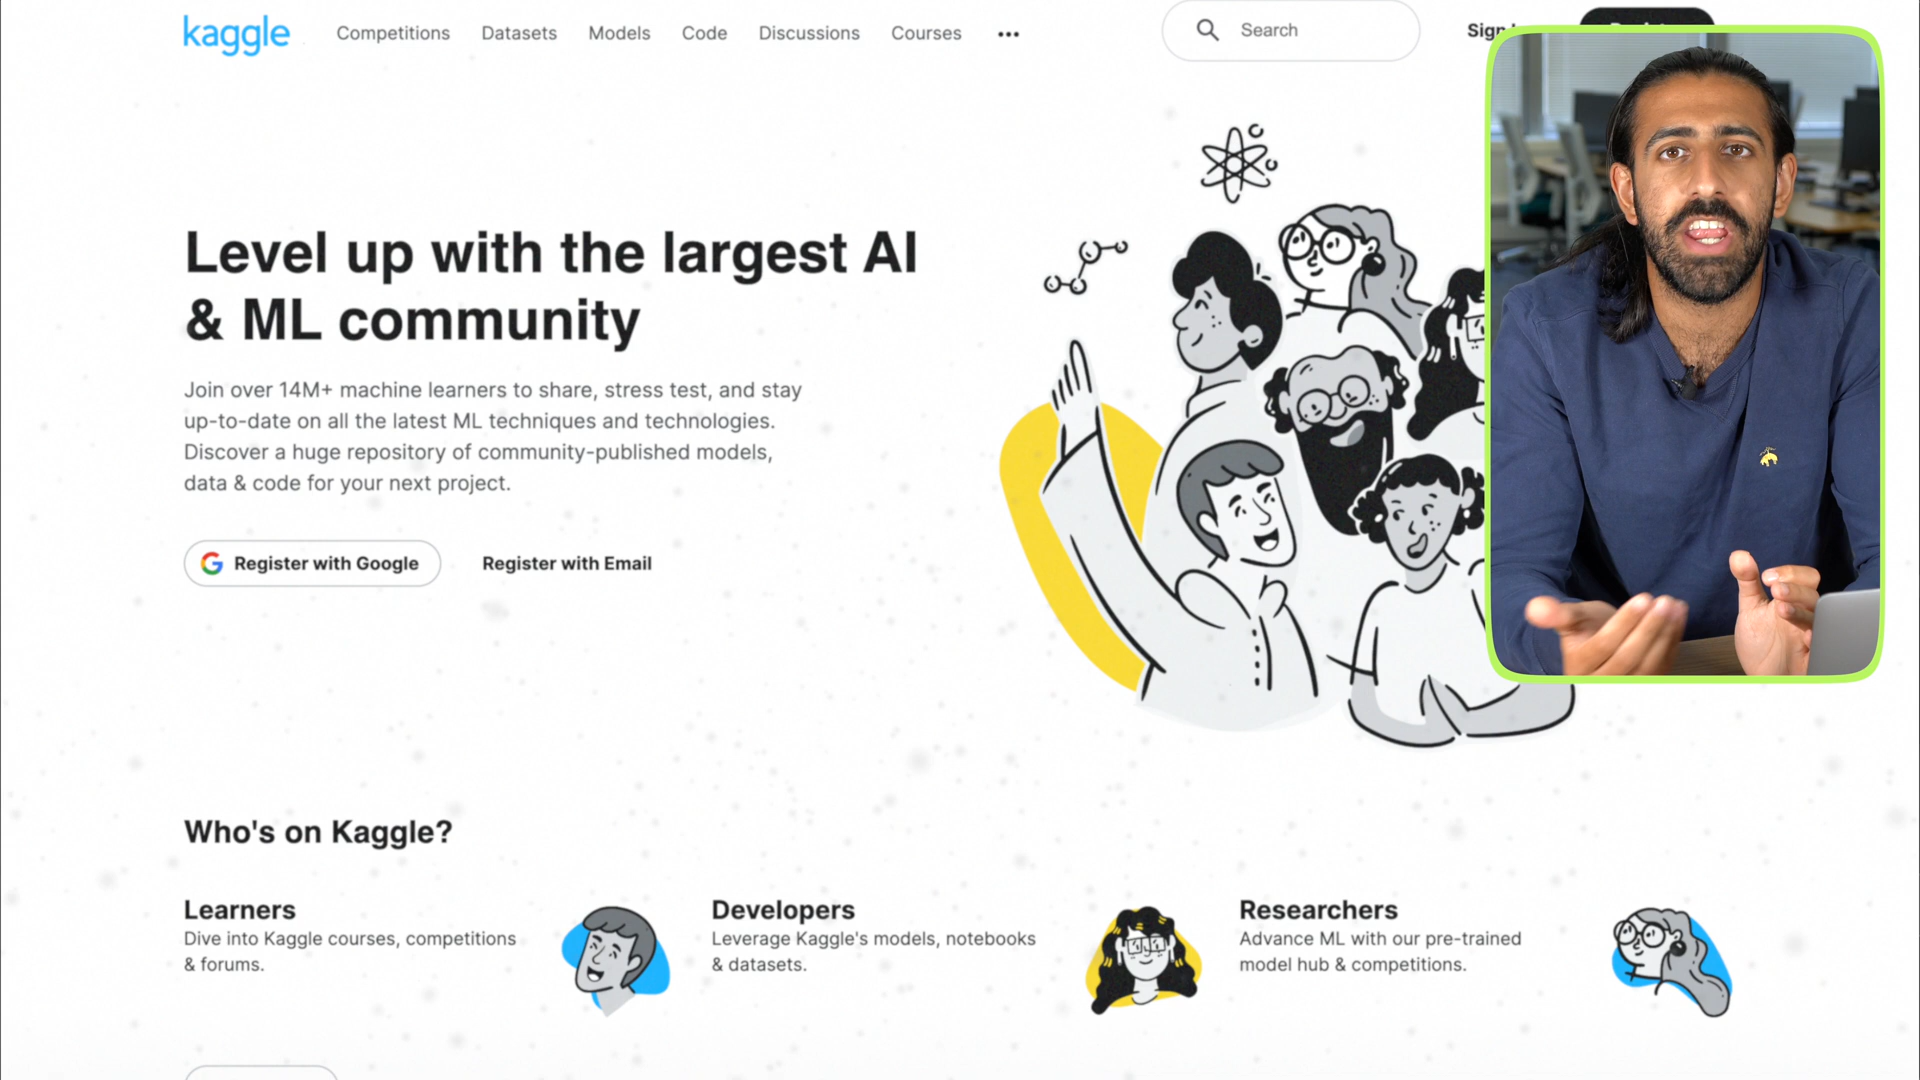 kaggle
Competitions
Datasets
Models
Code
Discussions
Courses
Search
Level up with the largest AI
& ML community
Join over 14M+ machine learners to share, stress test, and stay
up-to-date on all the latest ML techniques and technologies.
Discover a huge repository of community-published models,
data & code for your next project.
Register with Google
Register with Email
Who's on Kaggle?
Learners
Dive into Kaggle courses, competitions
& forums.
Developers
Leverage Kaggle's models, notebooks
& datasets.
Researchers
Advance ML with our pre-trained
model hub & competitions.